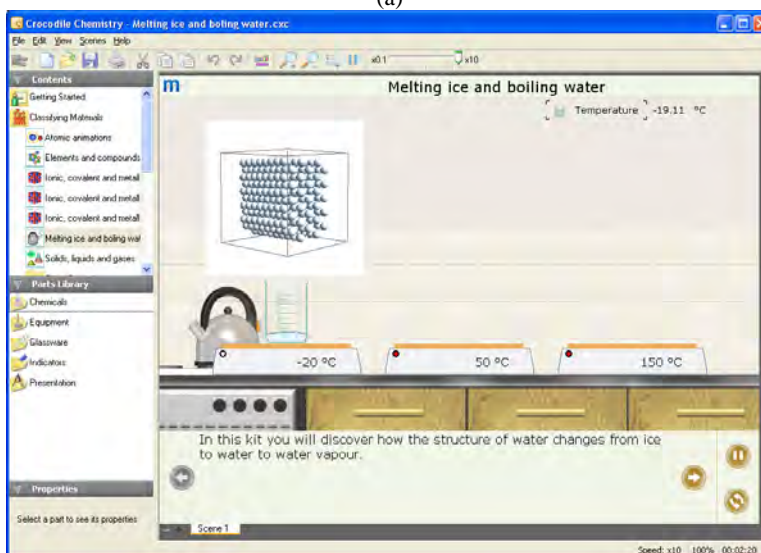 (a)
Crocodile Chemistry - Melting ice and boling water.cxc
File Edit View Scenes Help
x0.1 x10
Contents
Getting Started
Classifying Materials
Atomic animations
Elements and compounds
Ionic, covalent and metall
Ionic, covalent and metall
Ionic, covalent and metall
Melting ice and boling wat
Solids, liquids and gases
Parts Library
Chemicals
Equipment
Glassware
Indicators
Presentation
Properties
Select a part to see its properties
m
Melting ice and boiling water
Temperature -19.11 °C
-20 °C 50 °C 150 °C
In this kit you will discover how the structure of water changes from ice
to water to water vapour.
Scene 1
Speed: x10 100% 00:02:20